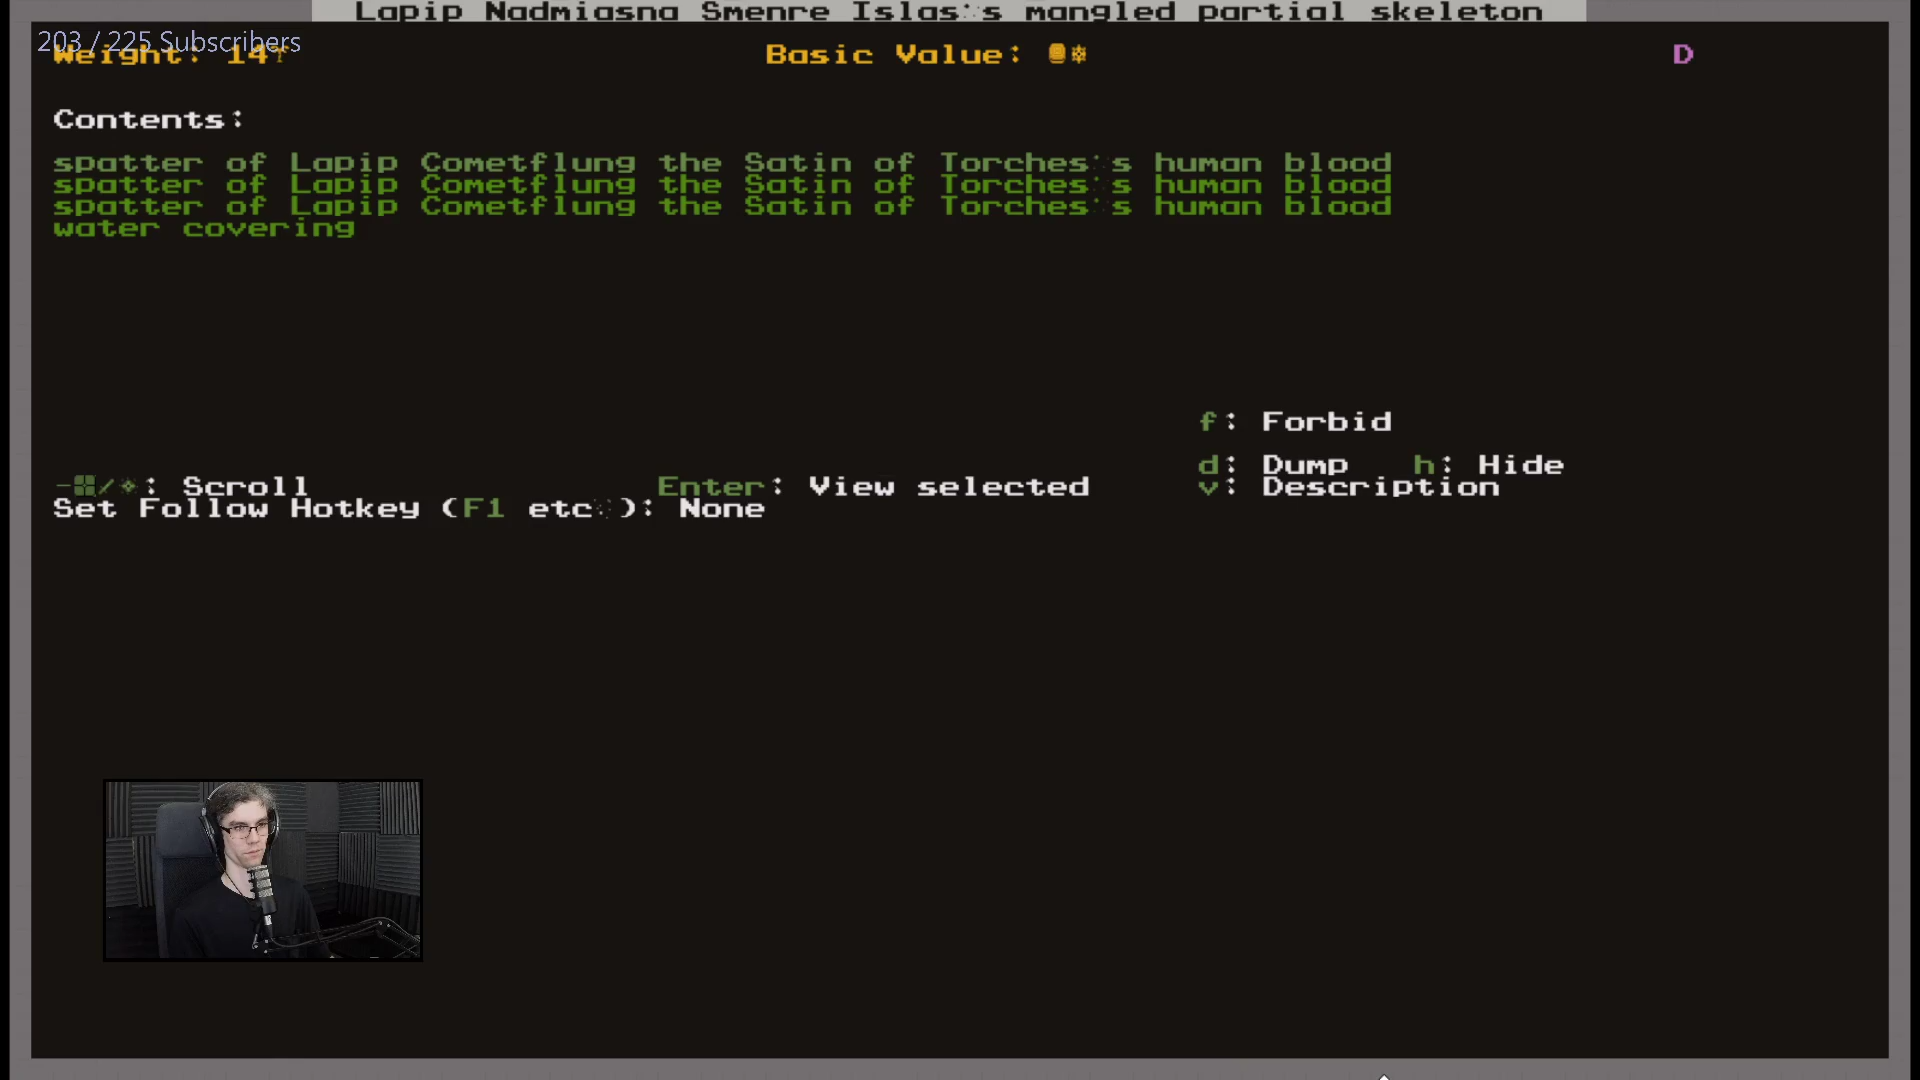 Lapip Nadmiasna Smenre Islas's mangled partial skeleton
203 / 225 Subscribers
Weight: 14
Basic Value:
D
Contents:
spatter of Lapip Cometflung the Satin of Torches's human blood
spatter of Lapip Cometflung the Satin of Torches's human blood
spatter of Lapip Cometflung the Satin of Torches's human blood
water covering
f: Forbid
d: Dump h: Hide
: Scroll Enter: View selected v: Description
Set Follow Hotkey (F1 etc.): None